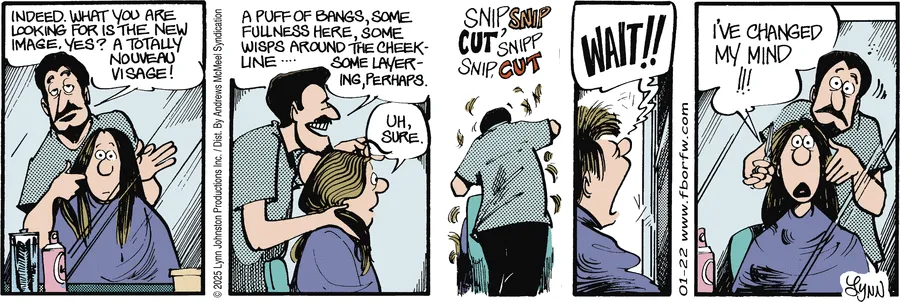 INDEED. WHAT YOU ARE
LOOKING FOR IS THE NEW
IMAGE, YES? A TOTALLY
NOUVEAU
VISAGE!
© 2025 Lynn Johnston Productions Inc. / Dist. By Andrews McMeel Syndication
A PUFF OF BANGS, SOME
FULLNESS HERE, SOME
WISPS AROUND THE CHEEK-
LINE .... SOME LAYER-
ING, PERHAPS.
UH,
SURE.
SNIP SNIP
CUT, SNIPP
SNIP, CUT
WAIT!!
01-22 www.fborfw.com
I'VE CHANGED
MY MIND
!!!
LYNN